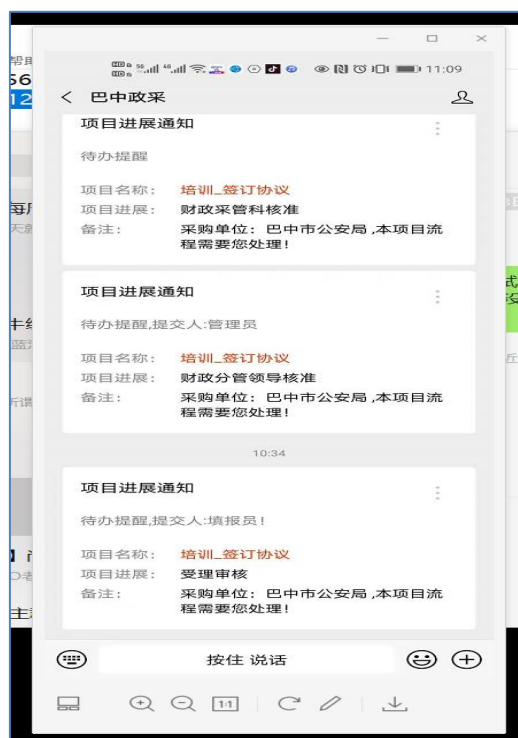 帮助
56
12
11:09
巴中政采
项目进展通知
待办提醒
项目名称: 培训_签订协议
项目进展: 财政采管科核准
备注: 采购单位: 巴中市公安局 ,本项目流
程需要您处理!
项目进展通知
待办提醒,提交人:管理员
项目名称: 培训_签订协议
项目进展: 财政分管领导核准
备注: 采购单位: 巴中市公安局 ,本项目流
程需要您处理!
10:34
项目进展通知
待办提醒,提交人:填报员!
项目名称: 培训_签订协议
项目进展: 受理审核
备注: 采购单位: 巴中市公安局 ,本项目流
程需要您处理!
按住 说话
1:1